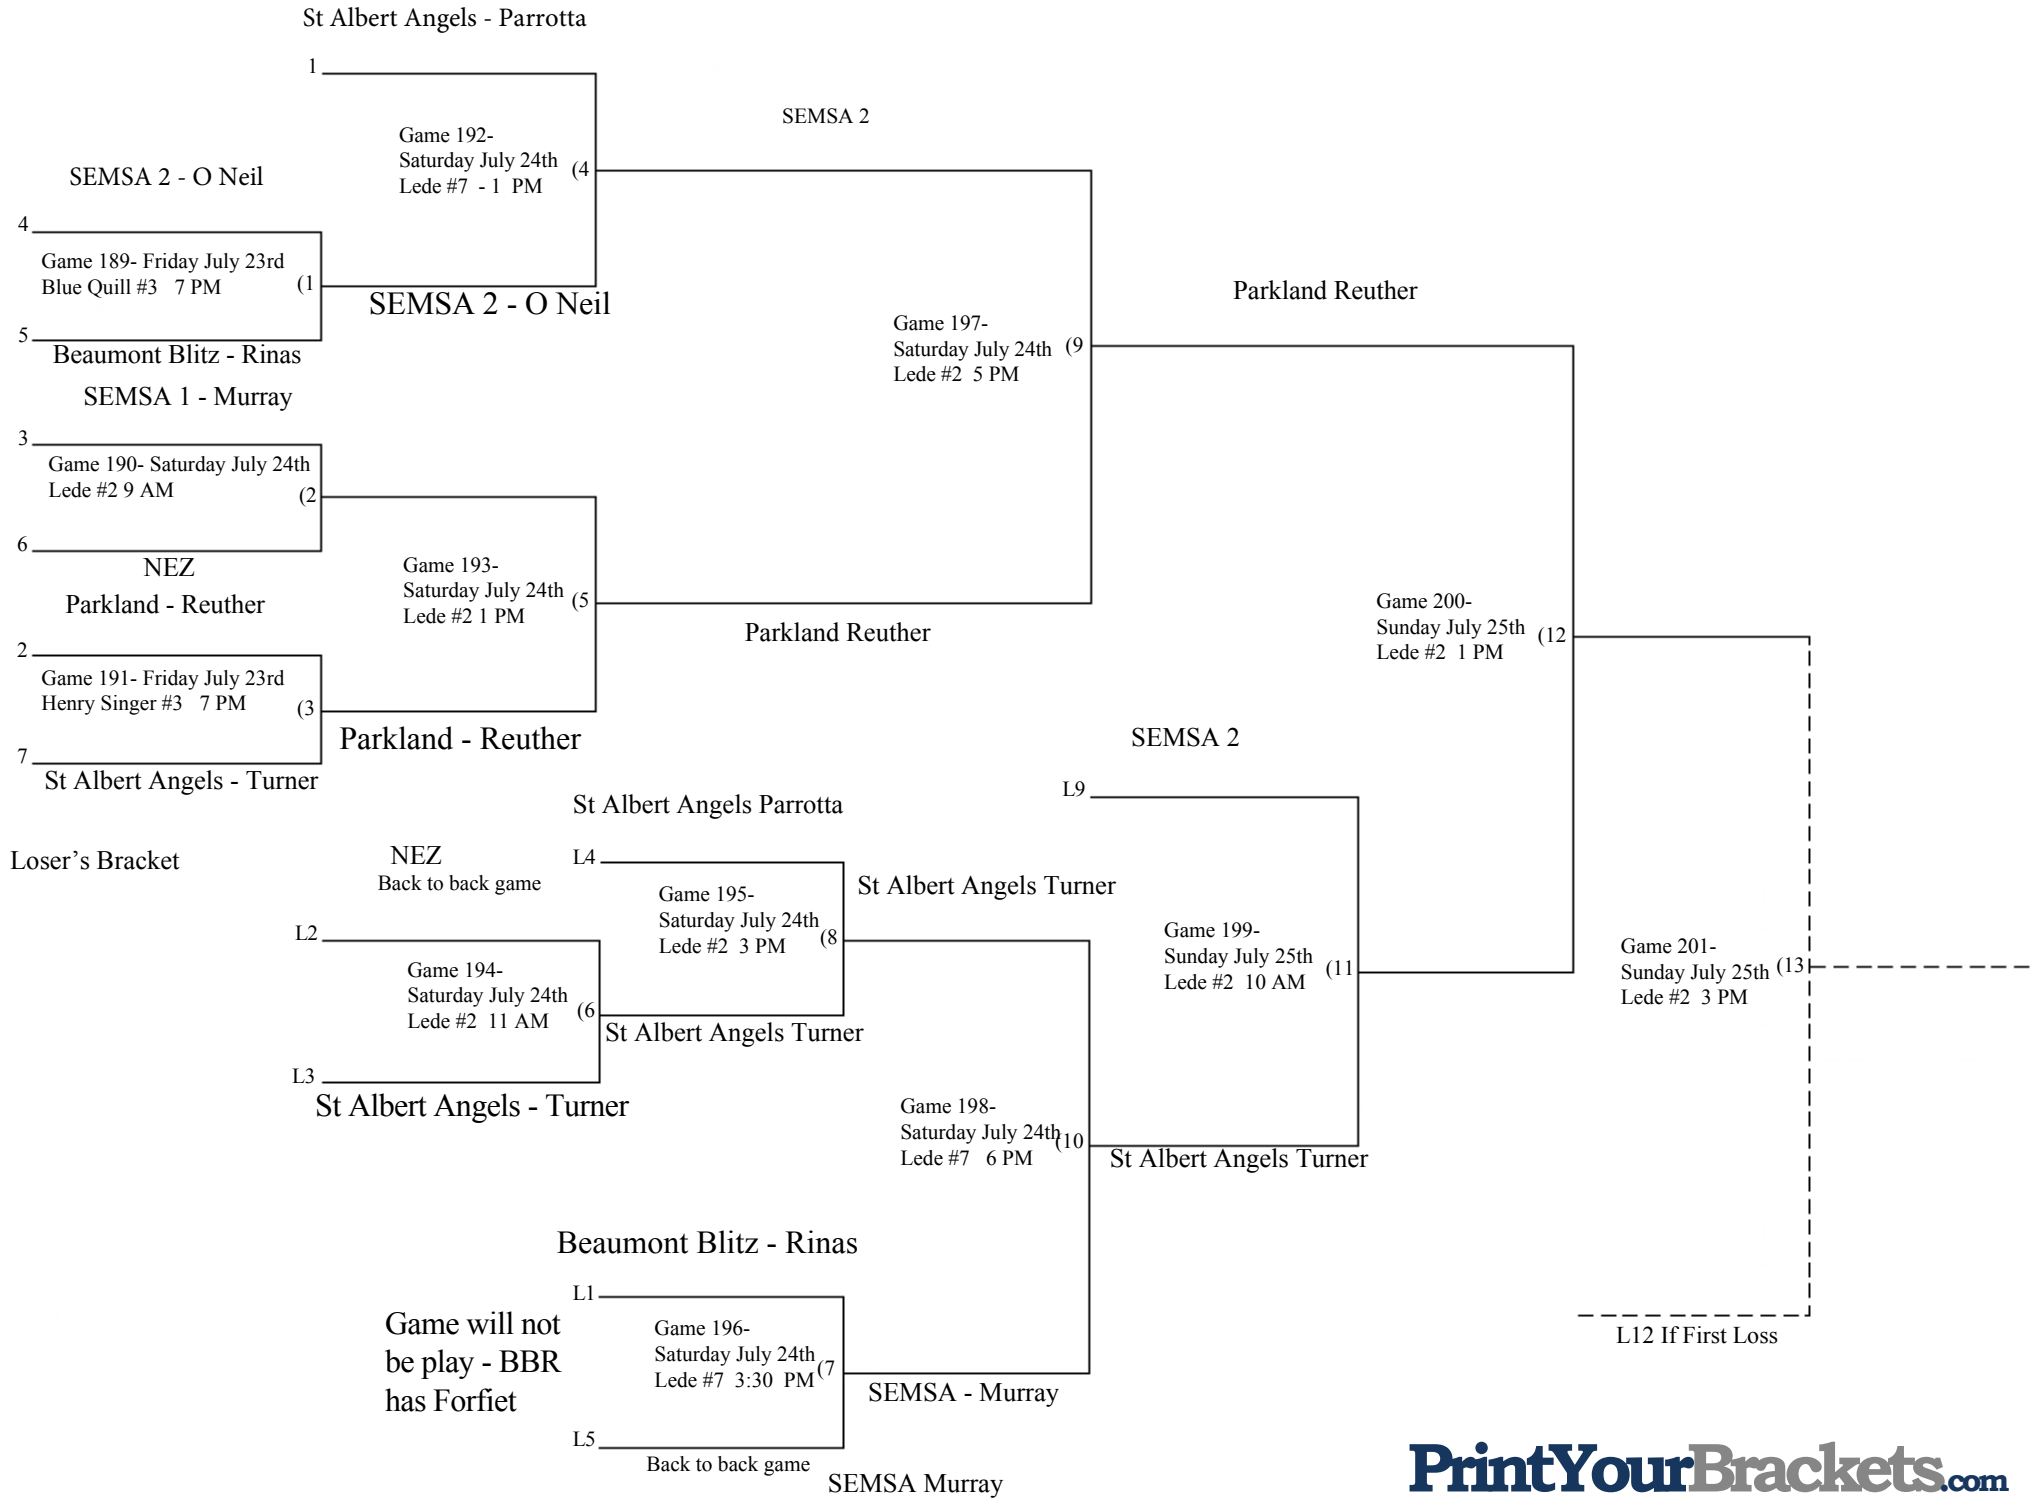 St Albert Angels - Parrotta
1
Game 192-
Saturday July 24th
Lede #7 - 1 PM
(4
SEMSA 2
SEMSA 2 - O Neil
4
Game 189- Friday July 23rd
Blue Quill #3 7 PM
(1
SEMSA 2 - O Neil
5
Beaumont Blitz - Rinas
SEMSA 1 - Murray
3
Game 190- Saturday July 24th
Lede #2 9 AM
(2
6
NEZ
Parkland - Reuther
2
Game 191- Friday July 23rd
Henry Singer #3 7 PM
(3
7
St Albert Angels - Turner
Parkland - Reuther
Game 193-
Saturday July 24th
Lede #2 1 PM
(5
Parkland Reuther
Game 197-
Saturday July 24th
Lede #2 5 PM
(9
Parkland Reuther
Game 200-
Sunday July 25th
Lede #2 1 PM
(12
Loser’s Bracket
NEZ
Back to back game
L2
Game 194-
Saturday July 24th
Lede #2 11 AM
(6
L3
St Albert Angels - Turner
St Albert Angels Parrotta
L4
Game 195-
Saturday July 24th
Lede #2 3 PM
(8
St Albert Angels Turner
St Albert Angels Turner
SEMSA 2
L9
Game 199-
Sunday July 25th
Lede #2 10 AM
(11
Game 198-
Saturday July 24th
Lede #7 6 PM
(10
St Albert Angels Turner
Game 201-
Sunday July 25th
Lede #2 3 PM
(13
L12 If First Loss
Beaumont Blitz - Rinas
L1
Game will not
be play - BBR
has Forfiet
Game 196-
Saturday July 24th
Lede #7 3:30 PM
(7
SEMSA - Murray
L5
Back to back game
SEMSA Murray
PrintYourBrackets.com